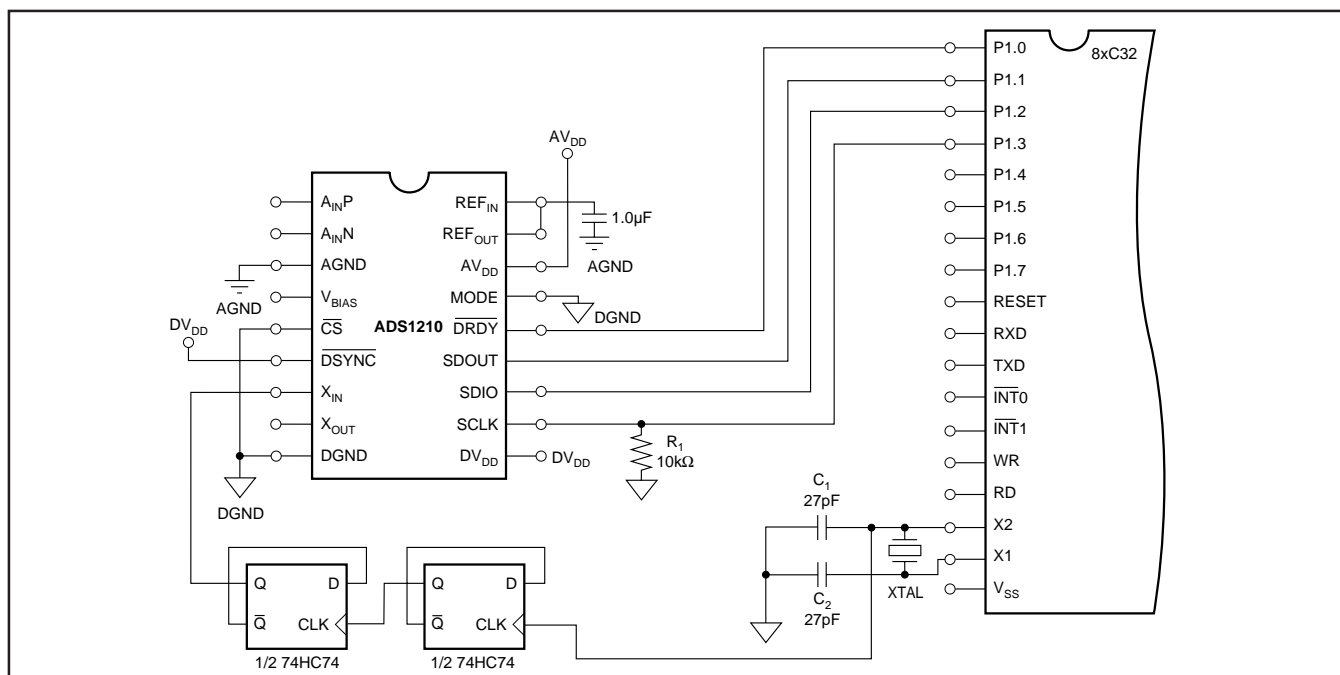 8xC32
P1.0
P1.1
P1.2
P1.3
P1.4
P1.5
P1.6
P1.7
RESET
RXD
TXD
INT0
INT1
WR
RD
X2
X1
VSS
AVDD
ADS1210
AINP
AINN
AGND
VBIAS
CS
DSYNC
XIN
XOUT
DGND
REFIN
REFOUT
AVDD
MODE
DRDY
SDOUT
SDIO
SCLK
DVDD
1.0µF
AGND
DGND
AGND
DVDD
DVDD
DGND
R1
10kΩ
C1
27pF
C2
27pF
XTAL
Q D
Q CLK
1/2 74HC74
Q D
Q CLK
1/2 74HC74